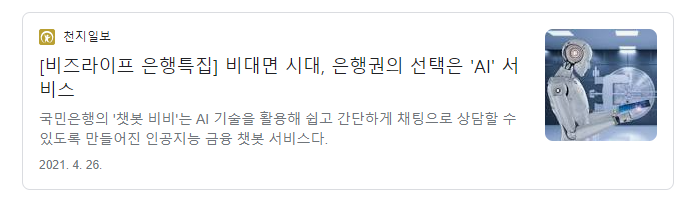 천지일보
[비즈라이프 은행특집] 비대면 시대, 은행권의 선택은 'AI' 서
비스
국민은행의 '챗봇 비비'는 AI 기술을 활용해 쉽고 간단하게 채팅으로 상담할 수
있도록 만들어진 인공지능 금융 챗봇 서비스다.
2021. 4. 26.